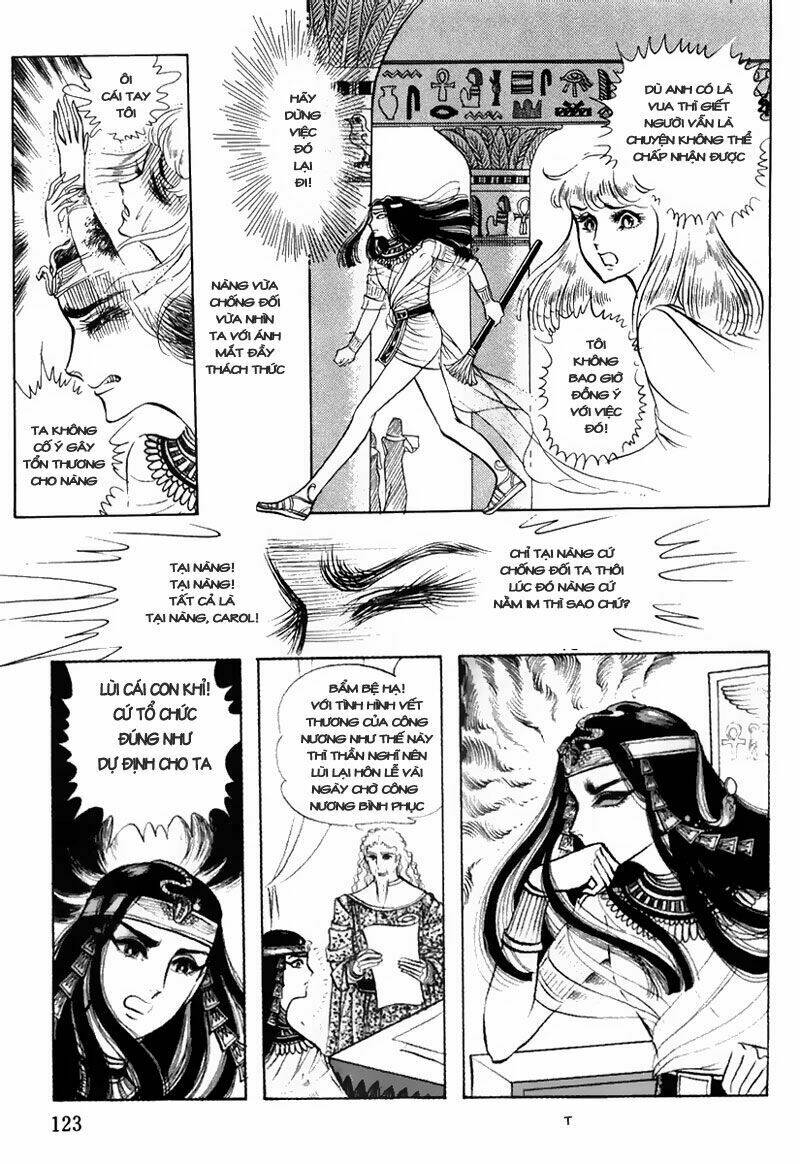 DÙ ANH CÓ LÀ
VUA THÌ GIẾT
NGƯỜI VẪN LÀ
CHUYỆN KHÔNG THỂ
CHẤP NHẬN ĐƯỢC
HÃY
DỪNG
VIỆC
ĐÓ LẠI
ĐI!
TÔI
KHÔNG
BAO GIỜ
ĐỒNG Ý
VỚI VIỆC
ĐÓ!
NÀNG VỪA
CHỐNG ĐỐI
VỪA NHÌN
TA VỚI ÁNH
MẮT ĐẦY
THÁCH THỨC
ÔI
CÁI TAY
TÔI
TA KHÔNG
CỐ Ý GÂY
TỔN THƯƠNG
CHO NÀNG
CHỈ TẠI NÀNG CỨ
CHỐNG ĐỐI TA THÔI
LÚC ĐÓ NÀNG CỨ
NẰM IM THÌ SAO CHỨ?
TẠI NÀNG!
TẠI NÀNG!
TẤT CẢ LÀ
TẠI NÀNG, CAROL!
BẨM BỆ HẠ!
VỚI TÌNH HÌNH VẾT
THƯƠNG CỦA CÔNG
NƯƠNG NHƯ THẾ NÀY
THÌ THẦN NGHĨ NÊN
LÙI LẠI HÔN LỄ VÀI
NGÀY CHỜ CÔNG
NƯƠNG BÌNH PHỤC
LÙI CÁI CON KHỈ!
CỨ TỔ CHỨC
ĐÚNG NHƯ
DỰ ĐỊNH CHO TA
123
T